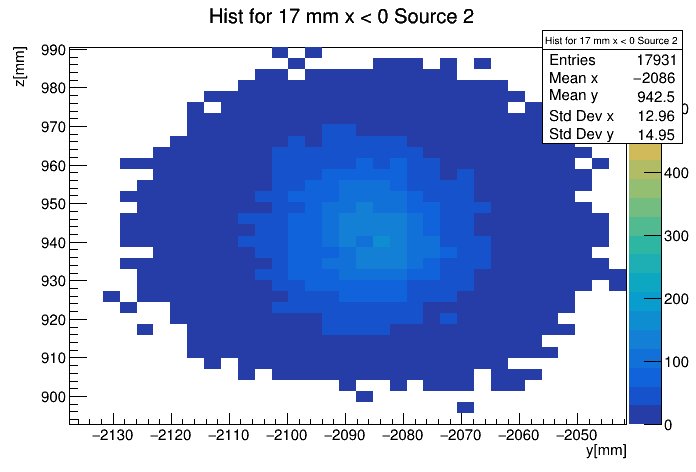 Hist for 17 mm x < 0 Source 2
z[mm]
990
980
970
960
950
940
930
920
910
900
−2130 −2120 −2110 −2100 −2090 −2080 −2070 −2060 −2050
y[mm]
Hist for 17 mm x < 0 Source 2
Entries 17931
Mean x −2086
Mean y 942.5
Std Dev x 12.96
Std Dev y 14.95
400
300
200
100
0